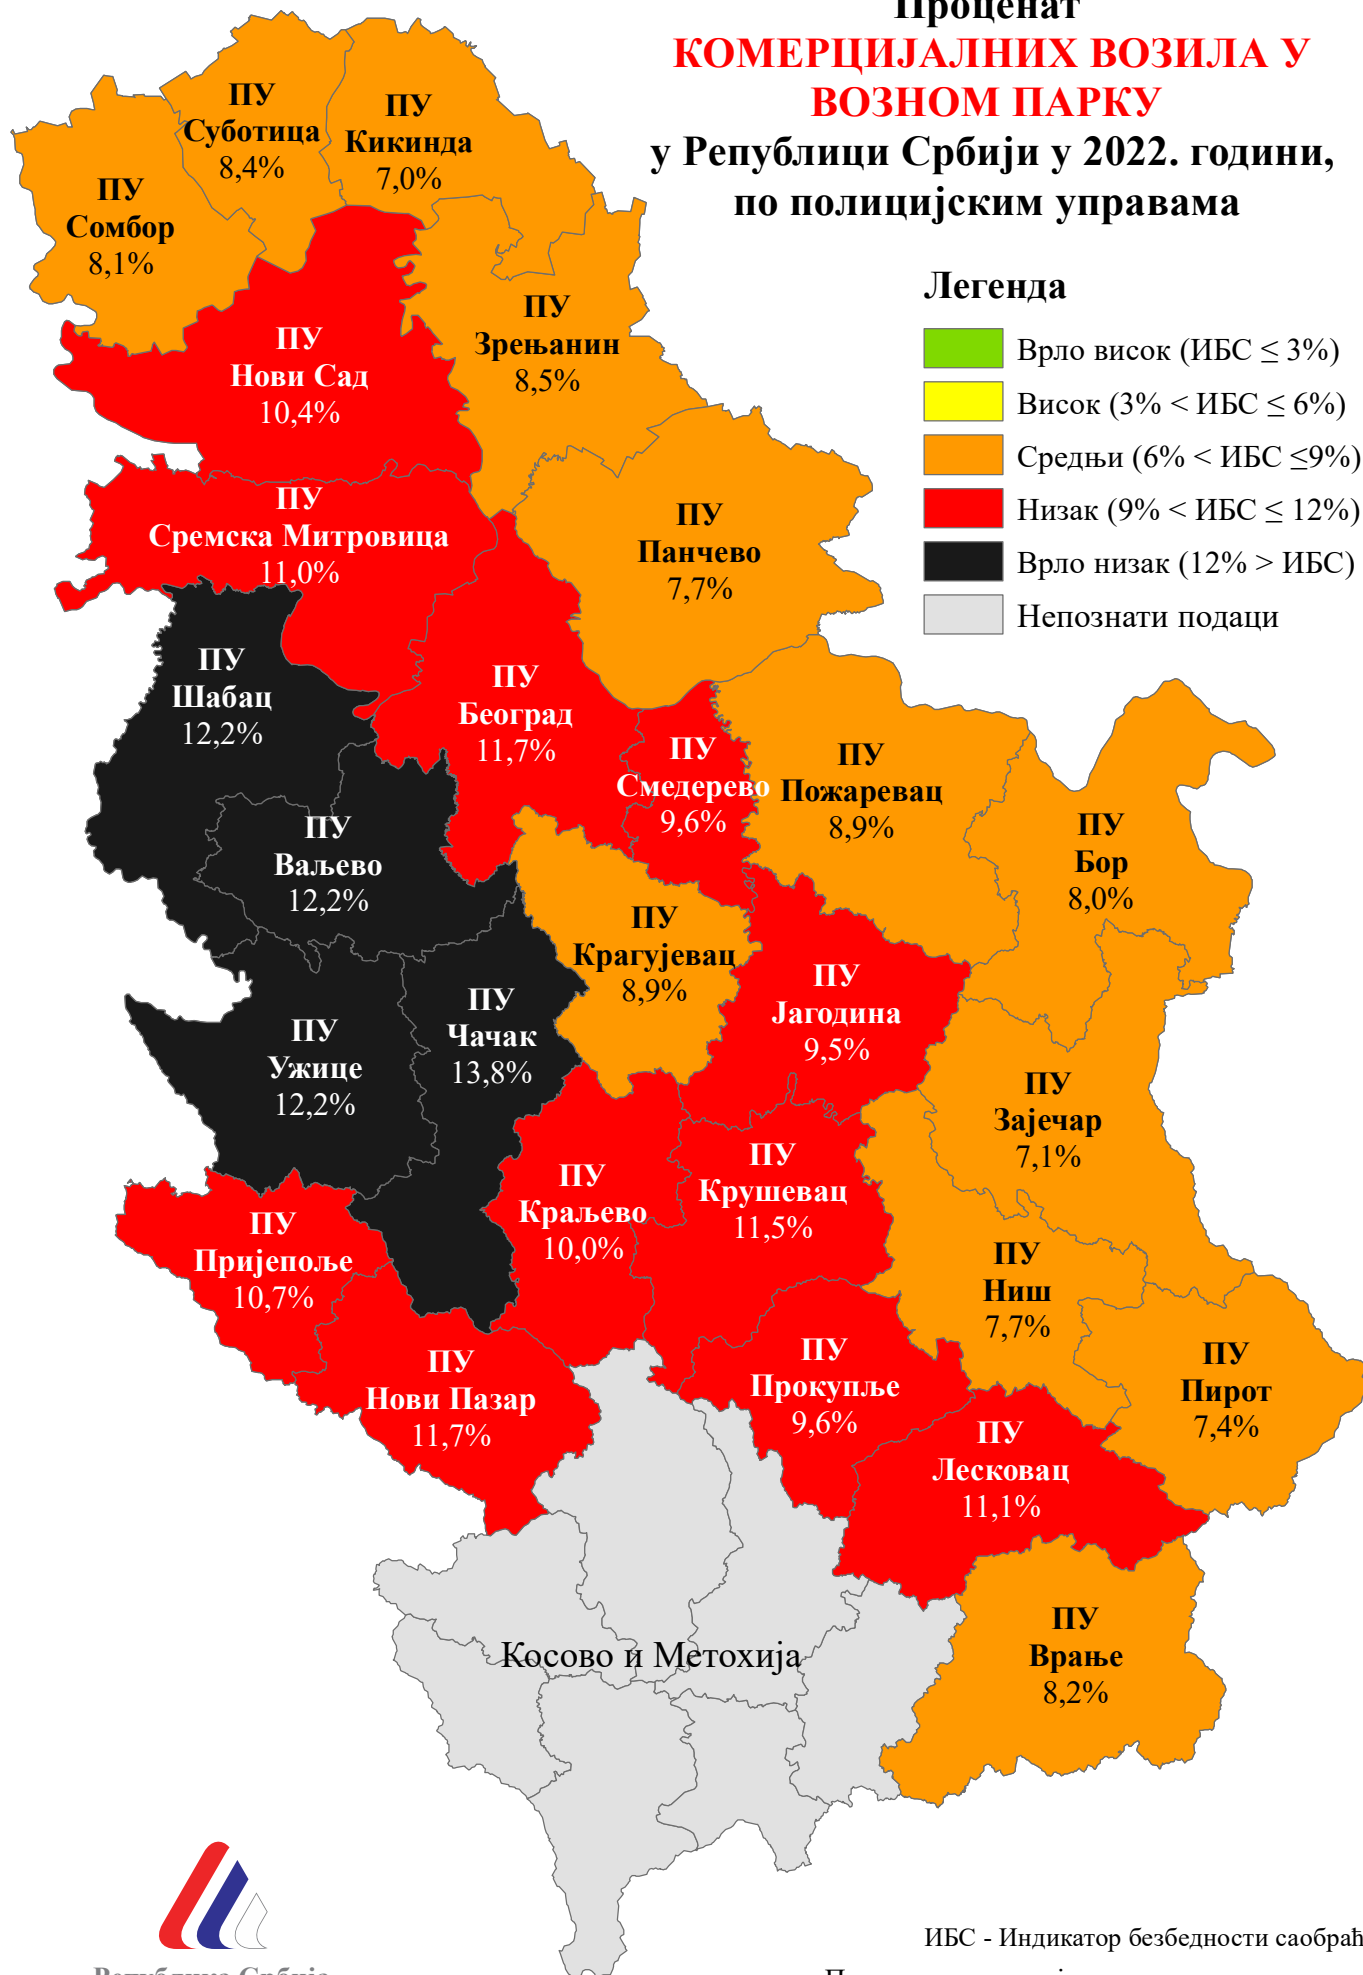 Проценат
КОМЕРЦИЈАЛНИХ ВОЗИЛА У
ВОЗНОМ ПАРКУ
у Републици Србији у 2022. години,
по полицијским управама
Легенда
Врло висок (ИБС ≤ 3%)
Висок (3% < ИБС ≤ 6%)
Средњи (6% < ИБС ≤9%)
Низак (9% < ИБС ≤ 12%)
Врло низак (12% > ИБС)
Непознати подаци
ПУ
Суботица
8,4%
ПУ
Кикинда
7,0%
ПУ
Сомбор
8,1%
ПУ
Нови Сад
10,4%
ПУ
Зрењанин
8,5%
ПУ
Сремска Митровица
11,0%
ПУ
Панчево
7,7%
ПУ
Шабац
12,2%
ПУ
Београд
11,7%
ПУ
Смедерево
9,6%
ПУ
Пожаревац
8,9%
ПУ
Бор
8,0%
ПУ
Ваљево
12,2%
ПУ
Крагујевац
8,9%
ПУ
Јагодина
9,5%
ПУ
Чачак
13,8%
ПУ
Ужице
12,2%
ПУ
Зајечар
7,1%
ПУ
Краљево
10,0%
ПУ
Крушевац
11,5%
ПУ
Пријепоље
10,7%
ПУ
Ниш
7,7%
ПУ
Нови Пазар
11,7%
ПУ
Прокупље
9,6%
ПУ
Пирот
7,4%
ПУ
Лесковац
11,1%
ПУ
Врање
8,2%
Косово и Метохија
ИБС - Индикатор безбедности саобраћ